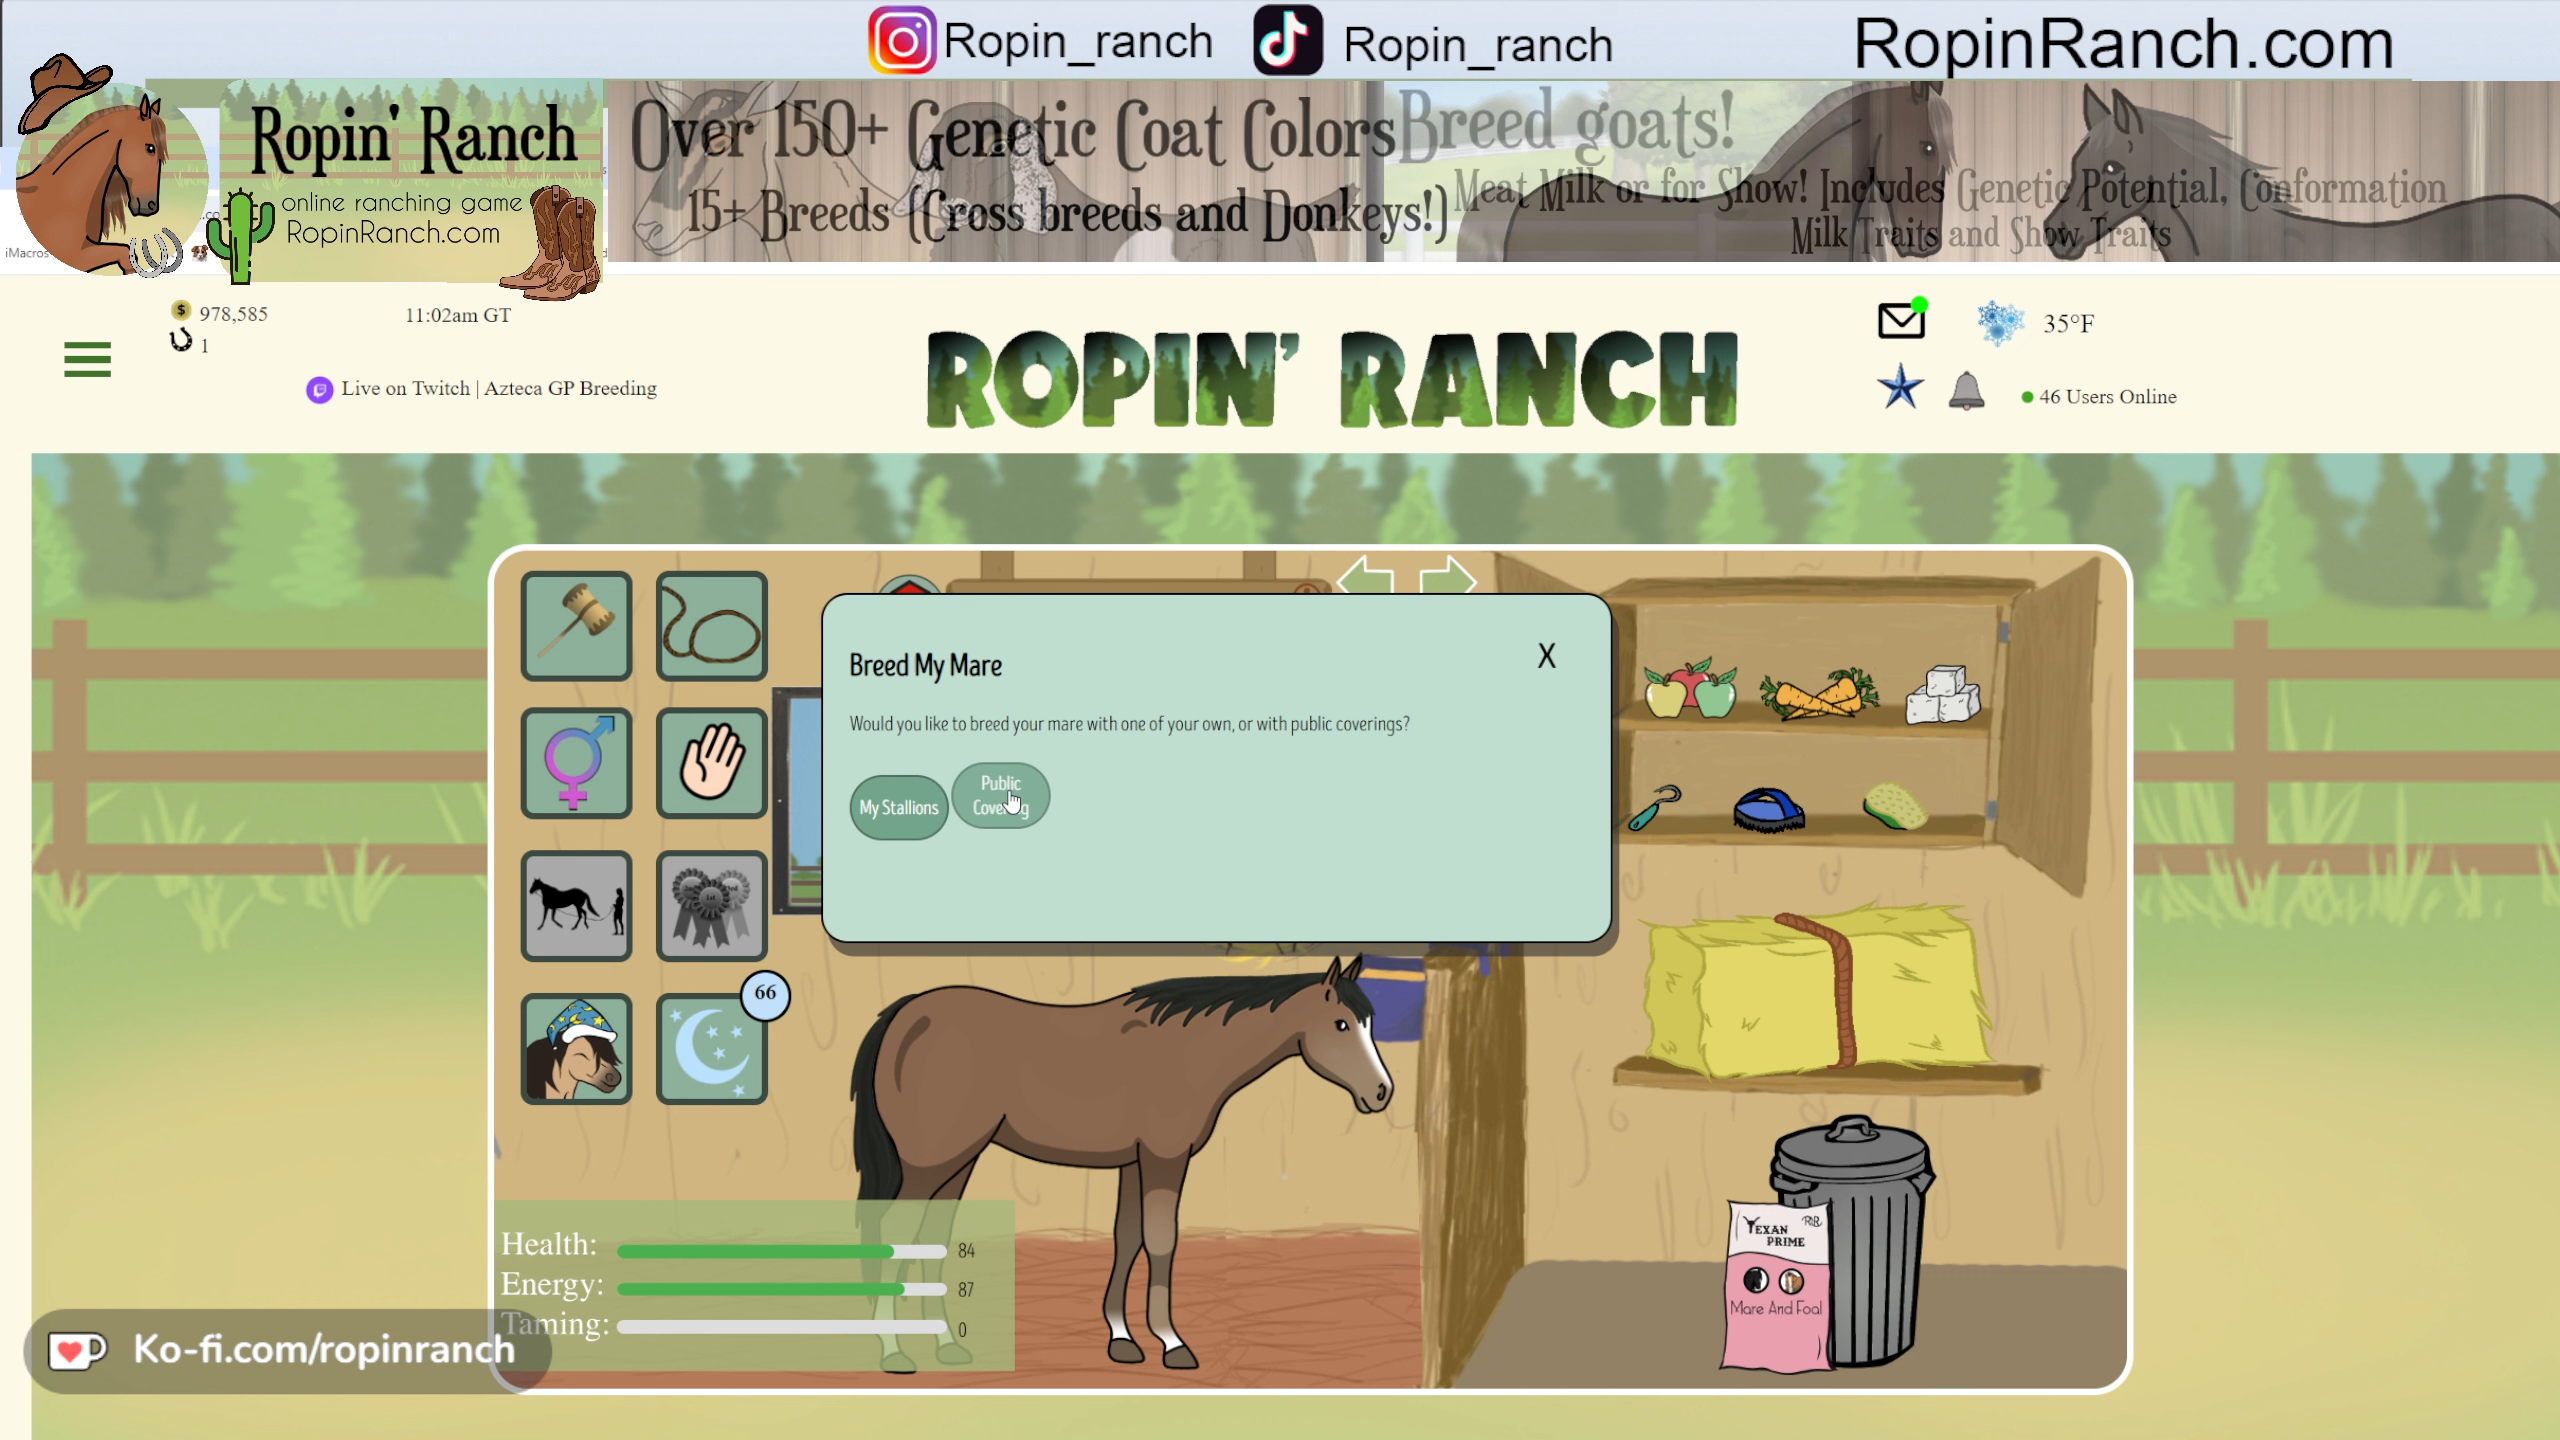 Ropin_ranch
Ropin_ranch
RopinRanch.com
Ropin' Ranch
online ranching game
RopinRanch.com
Over 150+ Genetic Coat Colors
15+ Breeds (Cross breeds and Donkeys!)
Breed goats!
Meat Milk or for Show! Includes Genetic Potential, Conformation
Milk Traits and Show Traits
iMacros
978,585
1
11:02am GT
Live on Twitch | Azteca GP Breeding
ROPIN' RANCH
35°F
46 Users Online
Breed My Mare
X
Would you like to breed your mare with one of your own, or with public coverings?
My Stallions
Public
Covering
1st
66
Health:
84
Energy:
87
Taming:
0
TEXAN
PRIME
Mare And Foal
Ko-fi.com/ropinranch